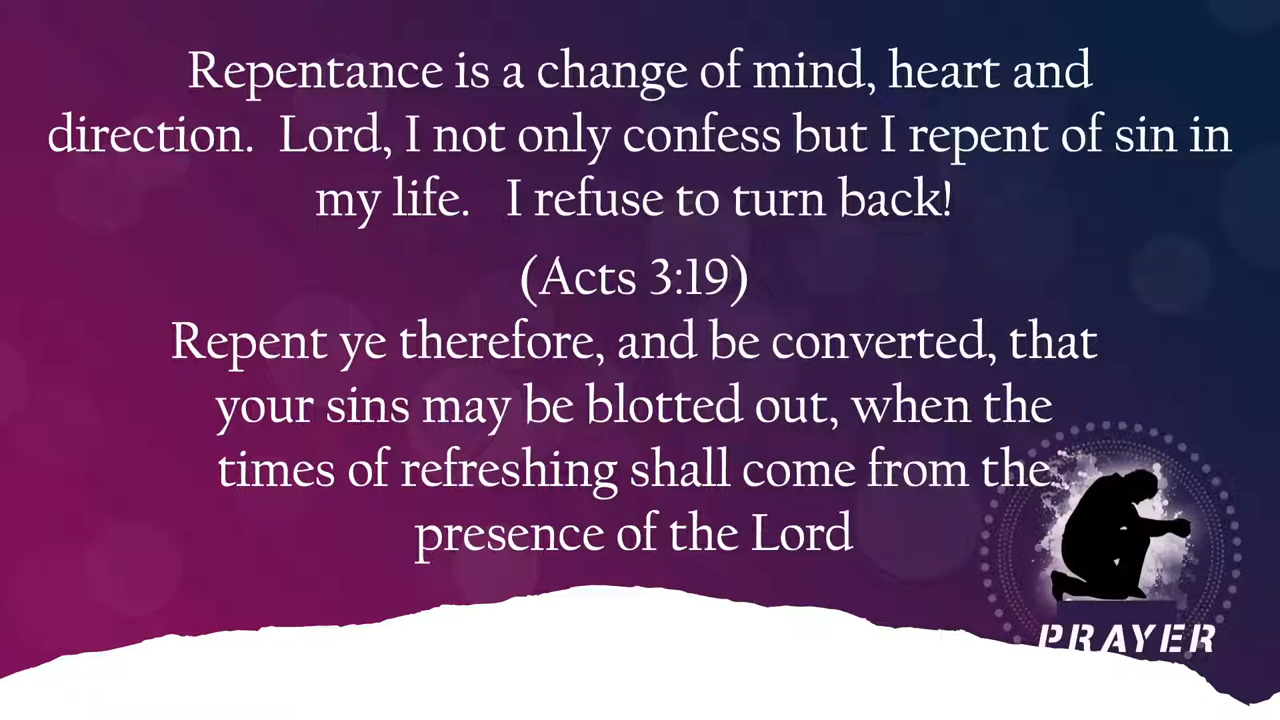 Repentance is a change of mind, heart and
direction.  Lord, I not only confess but I repent of sin in
my life.   I refuse to turn back!
(Acts 3:19)
Repent ye therefore, and be converted, that
your sins may be blotted out, when the
times of refreshing shall come from the
presence of the Lord
PRAYER